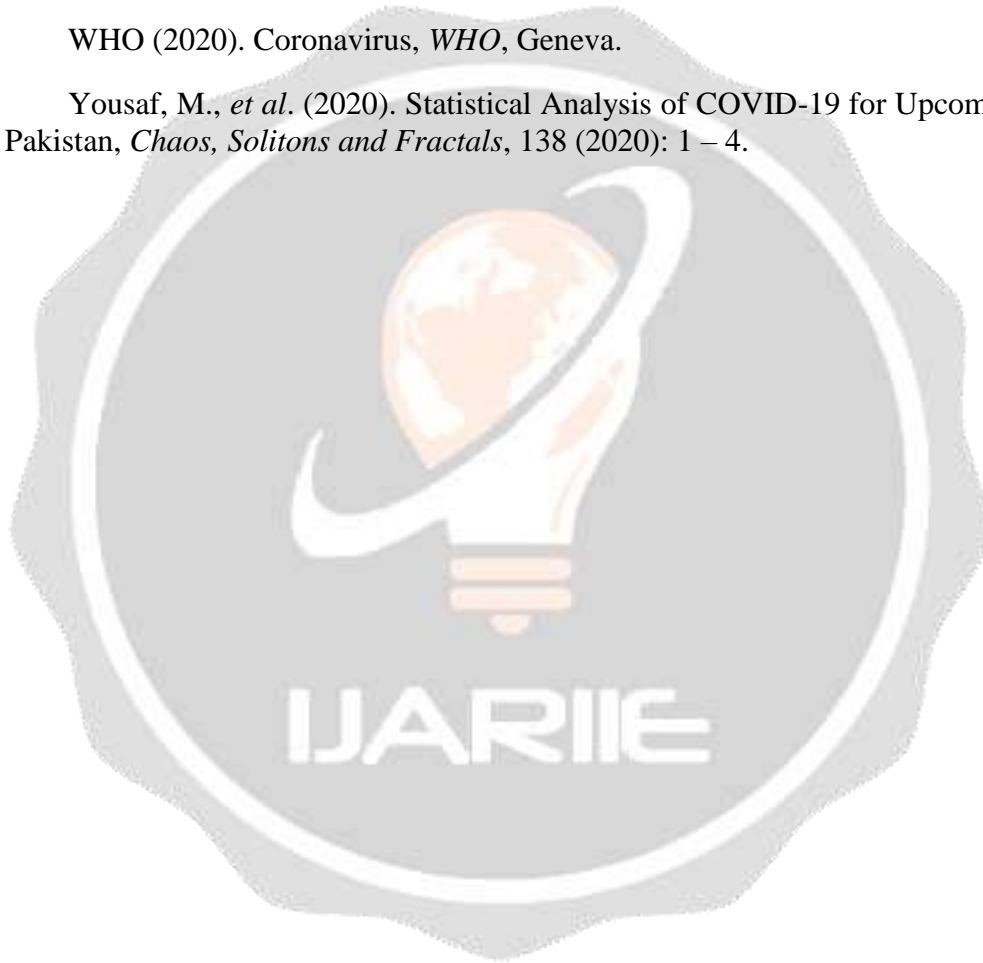 WHO (2020). Coronavirus, WHO, Geneva.
Yousaf, M., et al. (2020). Statistical Analysis of COVID-19 for Upcom
Pakistan, Chaos, Solitons and Fractals, 138 (2020): 1 – 4.
IJARIIE